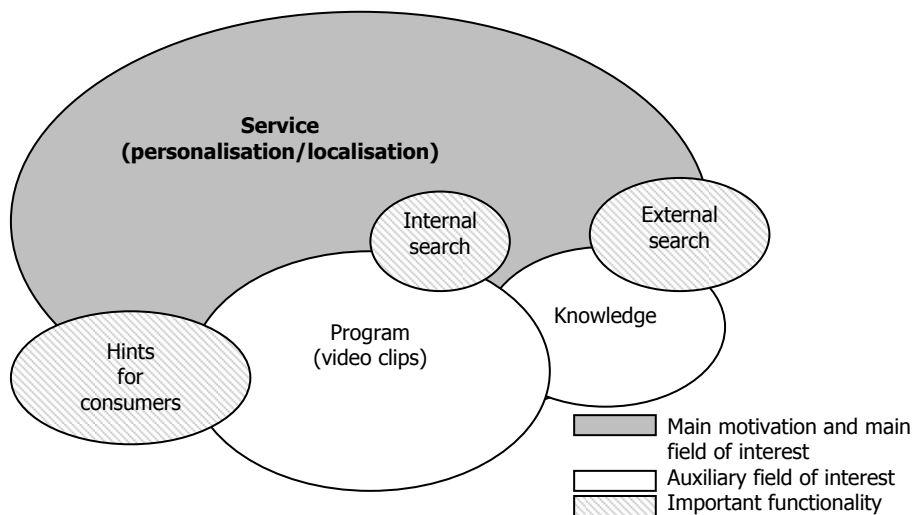 Service
(personalisation/localisation)
Internal
search
External
search
Knowledge
Program
(video clips)
Hints
for
consumers
Main motivation and main
field of interest
Auxiliary field of interest
Important functionality